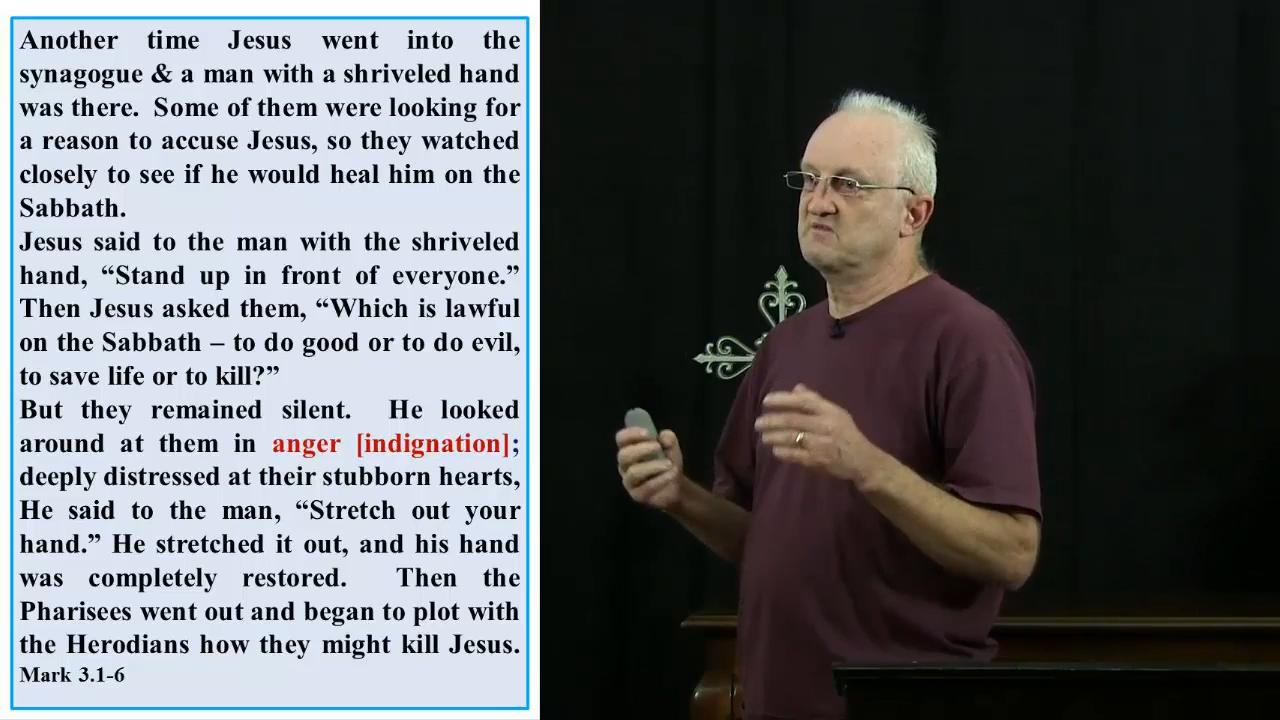 Another time Jesus went into the
synagogue & a man with a shriveled hand
was there. Some of them were looking for
a reason to accuse Jesus, so they watched
closely to see if he would heal him on the
Sabbath.
Jesus said to the man with the shriveled
hand, “Stand up in front of everyone.”
Then Jesus asked them, “Which is lawful
on the Sabbath – to do good or to do evil,
to save life or to kill?”
But they remained silent. He looked
around at them in anger [indignation];
deeply distressed at their stubborn hearts,
He said to the man, “Stretch out your
hand.” He stretched it out, and his hand
was completely restored. Then the
Pharisees went out and began to plot with
the Herodians how they might kill Jesus.
Mark 3.1-6